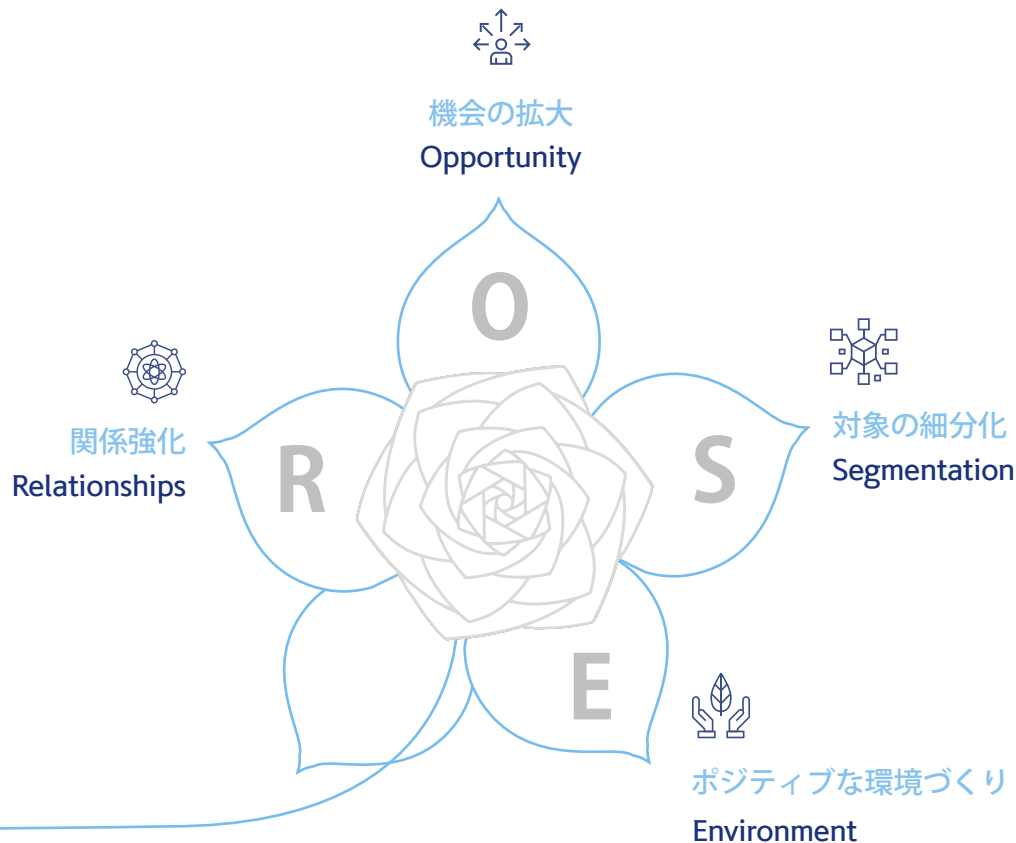 機会の拡大
Opportunity
O
関係強化
Relationships
R
対象の細分化
Segmentation
S
E
ポジティブな環境づくり
Environment